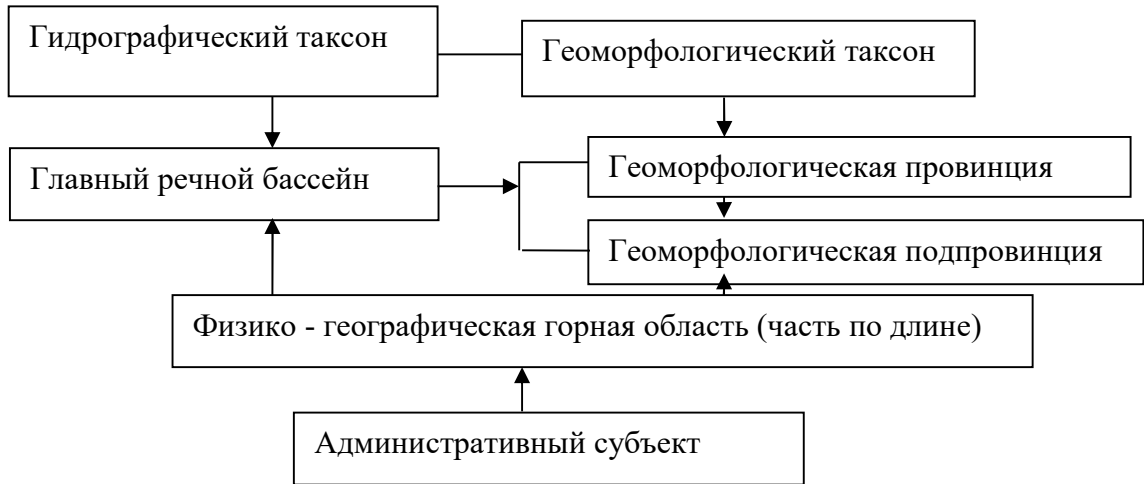 Гидрографический таксон
Геоморфологический таксон
Главный речной бассейн
Геоморфологическая провинция
Геоморфологическая подпровинция
Физико - географическая горная область (часть по длине)
Административный субъект